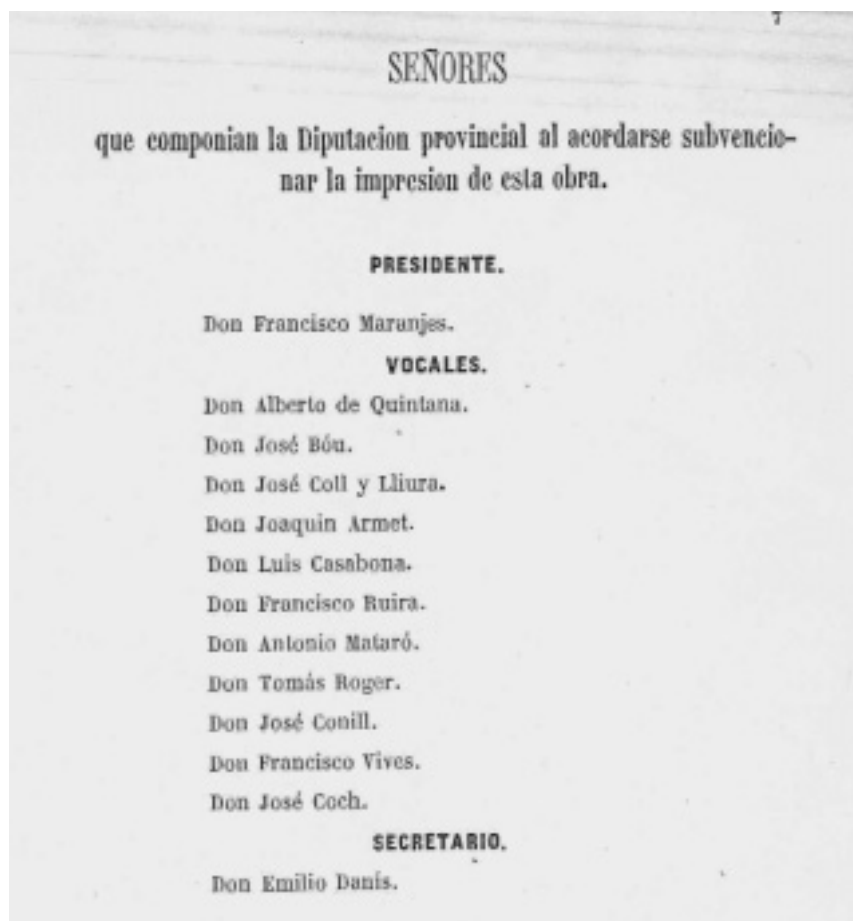 7
SEÑORES
que componian la Diputacion provincial al acordarse subvencio-
nar la impresion de esta obra.
PRESIDENTE.
Don Francisco Maranjes.
VOCALES.
Don Alberto de Quintana.
Don José Bóu.
Don José Coll y Lliura.
Don Joaquin Armet.
Don Luis Casabona.
Don Francisco Ruira.
Don Antonio Mataró.
Don Tomás Roger.
Don José Conill.
Don Francisco Vives.
Don José Coch.
SECRETARIO.
Don Emilio Danís.